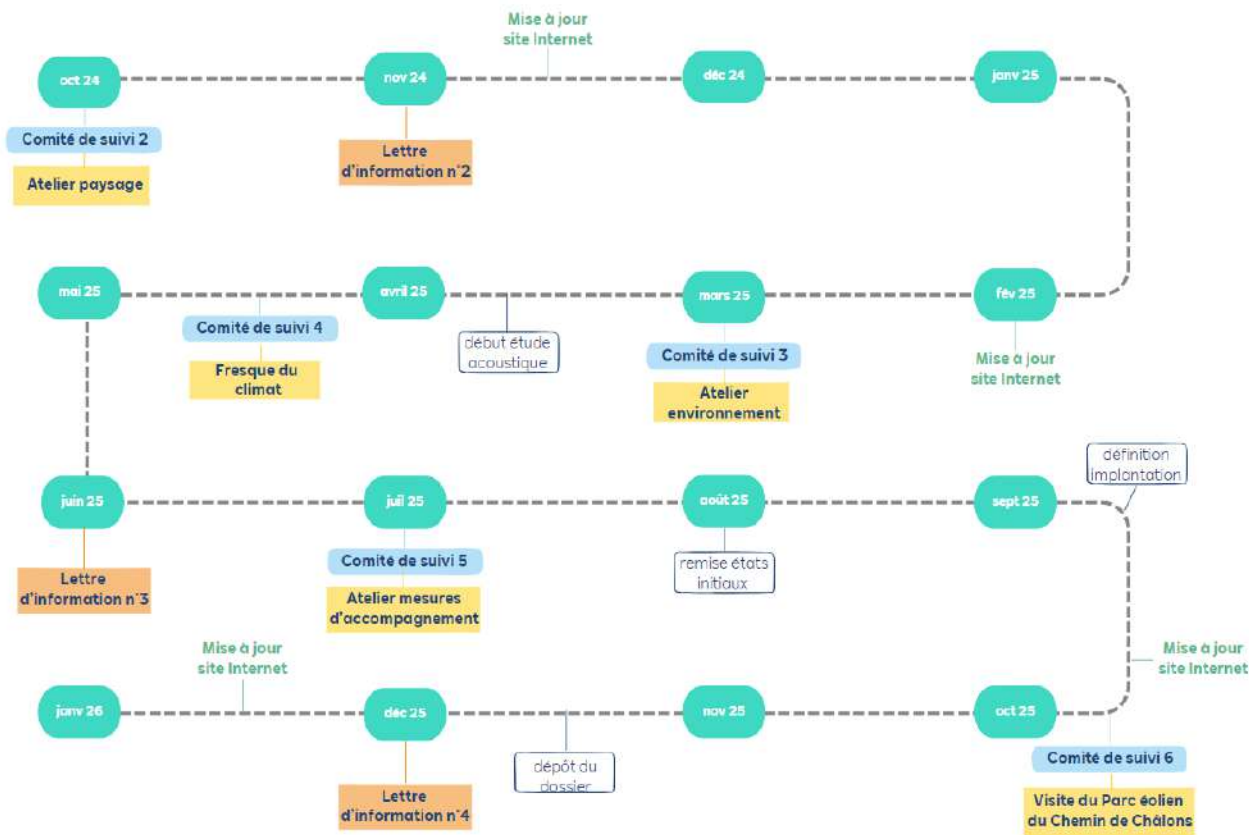 Mise à jour
site Internet
oct 24
nov 24
déc 24
janv 25
Comité de suivi 2
Atelier paysage
Lettre
d'information n°2
mai 25
avril 25
mars 25
fév 25
Comité de suivi 4
Fresque du
climat
début étude
acoustique
Comité de suivi 3
Atelier
environnement
Mise à jour
site Internet
définition
implantation
juin 25
juil 25
août 25
sept 25
Lettre
d'information n°3
Comité de suivi 5
Atelier mesures
d'accompagnement
remise états
initiaux
Mise à jour
site Internet
Mise à jour
site Internet
janv 26
déc 25
nov 25
oct 25
Lettre
d'information n°4
dépôt du
dossier
Comité de suivi 6
Visite du Parc éolien
du Chemin de Châlons